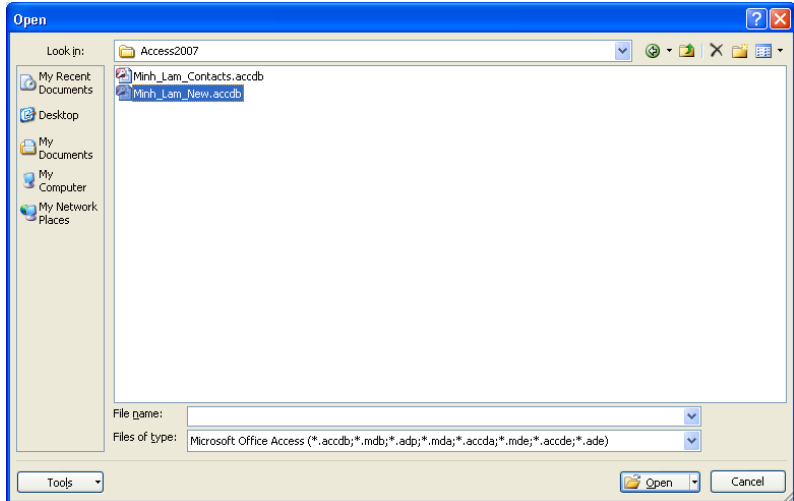 Open
Look in:
Access2007
My Recent
Documents
Desktop
My
Documents
My
Computer
My Network
Places
Minh_Lam_Contacts.accdb
Minh_Lam_New.accdb
File name:
Files of type:
Microsoft Office Access (*.accdb;*.mdb;*.adp;*.mda;*.accda;*.mde;*.accde;*.ade)
Tools
Open
Cancel